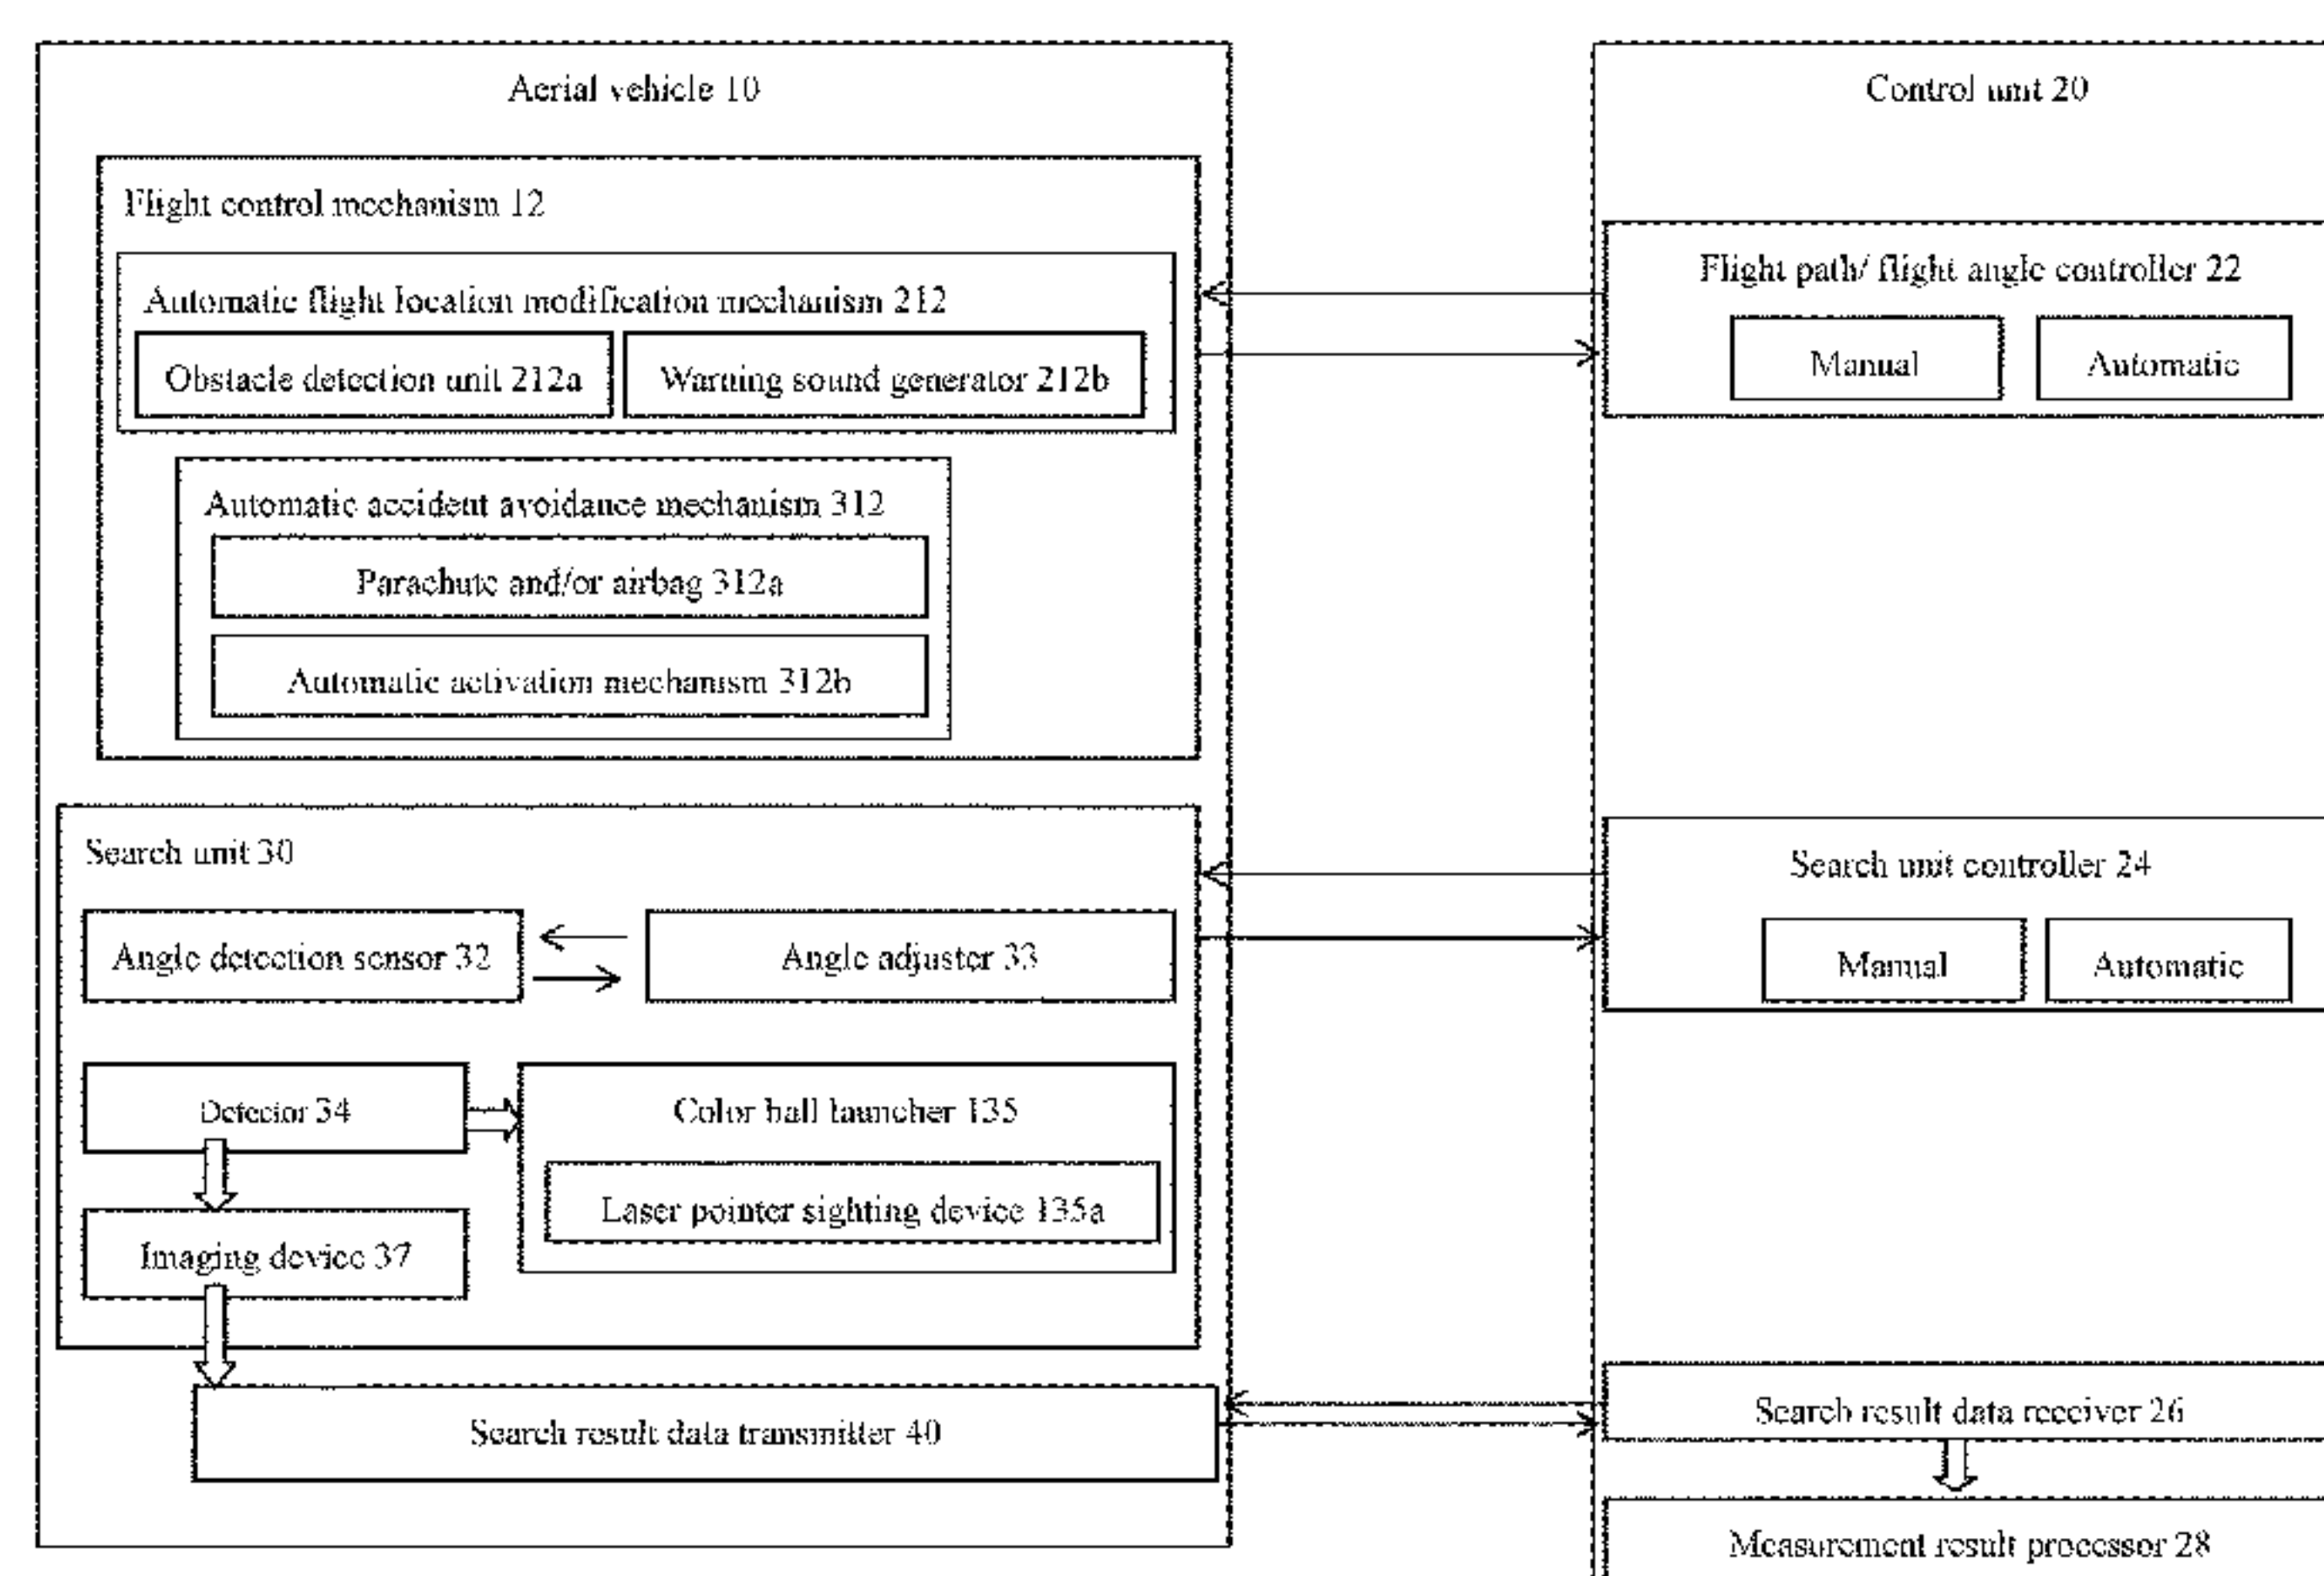 Aerial vehicle 10
Flight control mechanism 12
Automatic flight location modification mechanism 212
Obstacle detection unit 212a
Warning sound generator 212b
Automatic accident avoidance mechanism 312
Parachute and/or airbag 312a
Automatic activation mechanism 312b
Search unit 30
Angle detection sensor 32
Angle adjuster 33
Detector 34
Color ball launcher 135
Laser pointer sighting device 135a
Imaging device 37
Search result data transmitter 40
Control unit 20
Flight path/ flight angle controller 22
Manual
Automatic
Search unit controller 24
Manual
Automatic
Search result data receiver 26
Measurement result processor 28